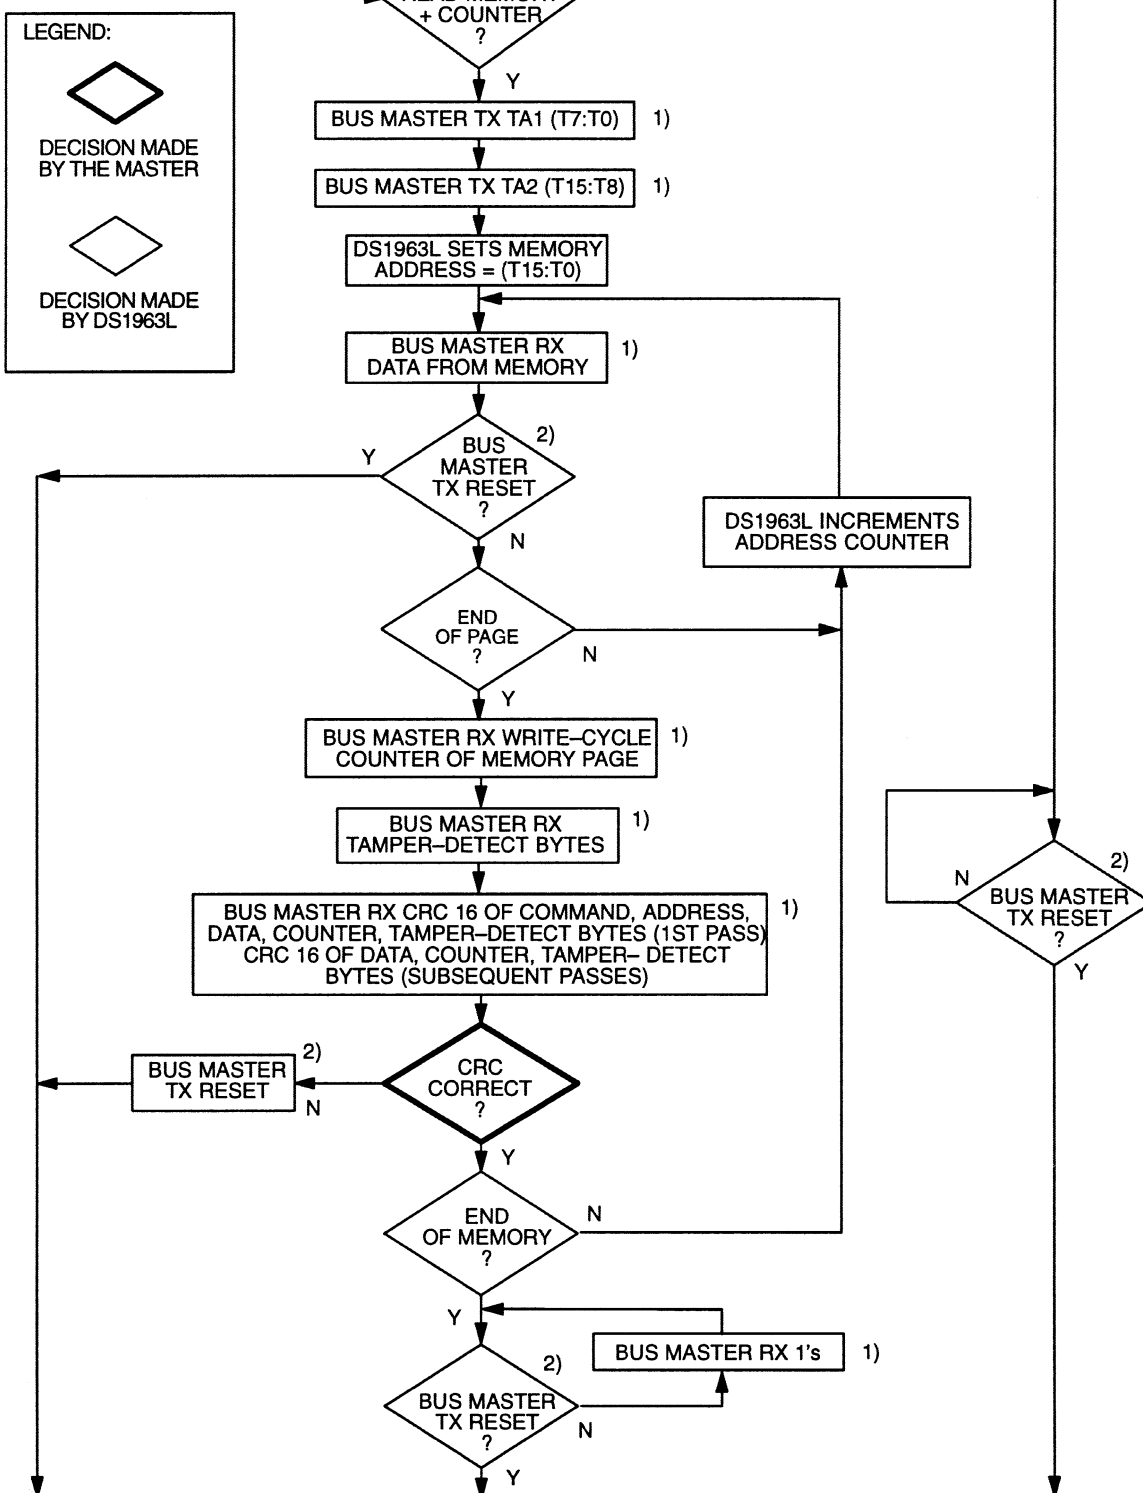 LEGEND:
DECISION MADE
BY THE MASTER
DECISION MADE
BY DS1963L
+ COUNTER
?
Y
BUS MASTER TX TA1 (T7:T0)
1)
BUS MASTER TX TA2 (T15:T8)
1)
DS1963L SETS MEMORY
ADDRESS = (T15:T0)
BUS MASTER RX
DATA FROM MEMORY
1)
BUS
MASTER
TX RESET
?
2)
Y
N
DS1963L INCREMENTS
ADDRESS COUNTER
END
OF PAGE
?
N
Y
BUS MASTER RX WRITE–CYCLE
COUNTER OF MEMORY PAGE
1)
BUS MASTER RX
TAMPER–DETECT BYTES
1)
BUS MASTER RX CRC 16 OF COMMAND, ADDRESS,
DATA, COUNTER, TAMPER–DETECT BYTES (1ST PASS)
CRC 16 OF DATA, COUNTER, TAMPER– DETECT
BYTES (SUBSEQUENT PASSES)
1)
N
BUS MASTER
TX RESET
?
2)
Y
CRC
CORRECT
?
BUS MASTER
TX RESET
2)
N
Y
END
OF MEMORY
?
N
Y
BUS MASTER RX 1's
1)
BUS MASTER
TX RESET
?
2)
N
Y